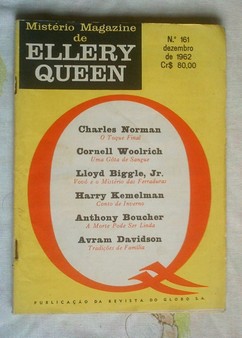 Mistério Magazine
de
ELLERY
QUEEN
N.º 161
dezembro
de 1962
Cr$ 80,00
Charles Norman
O Toque Final
Cornell Woolrich
Uma Gôta de Sangue
Lloyd Biggle, Jr.
Você e o Mistério das Ferraduras
Harry Kemelman
Conto de Inverno
Anthony Boucher
A Morte Pode Ser Linda
Avram Davidson
Tradições de Família
PUBLICAÇÃO DA REVISTA DO GLOBO S.A.